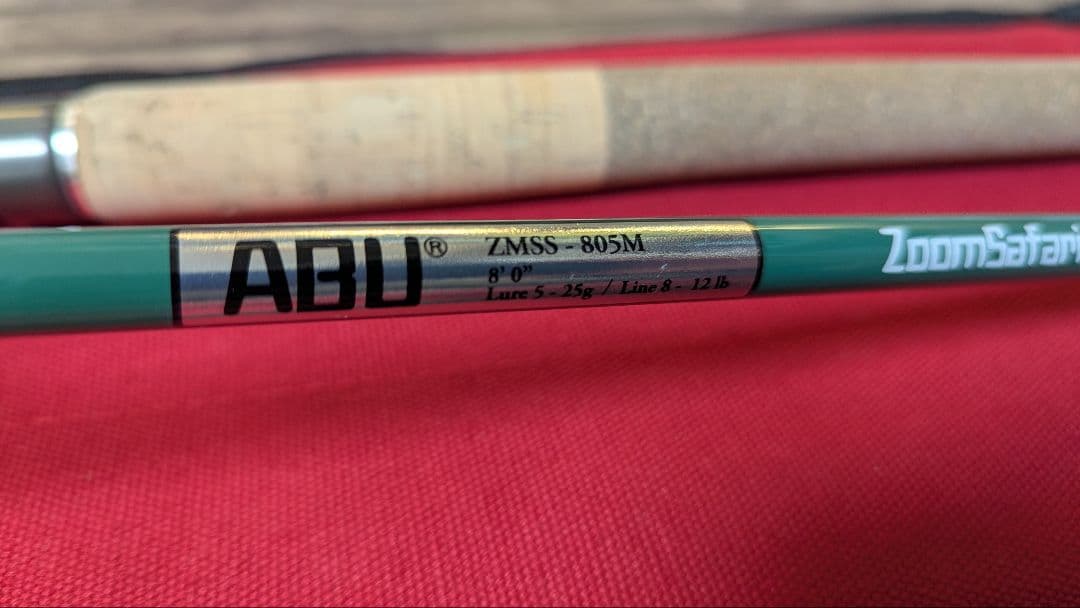 ABU® ZMSS - 805M
8' 0"
Lure 5 - 25g / Line 8 - 12 lb
ZoomSafari